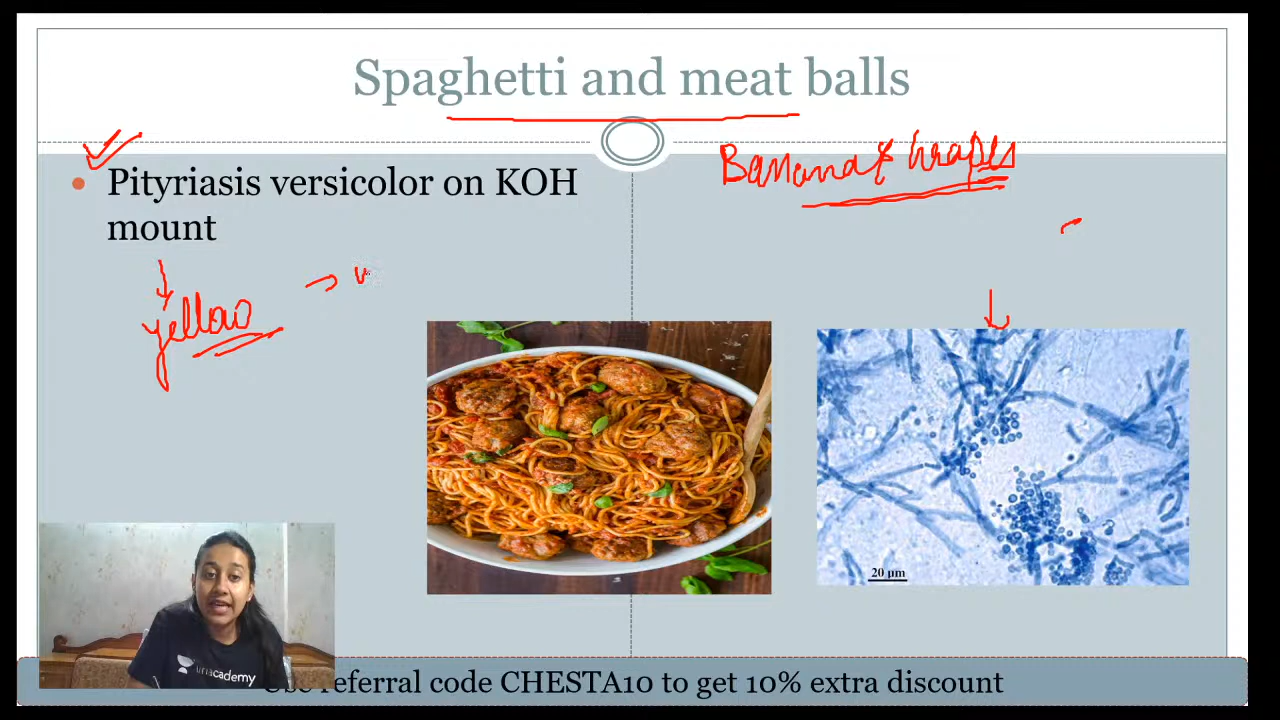 Spaghetti and meat balls
Banana & Grapes
Pityriasis versicolor on KOH
mount
yellow
20 µm
unacademy
referral code CHESTA10 to get 10% extra discount